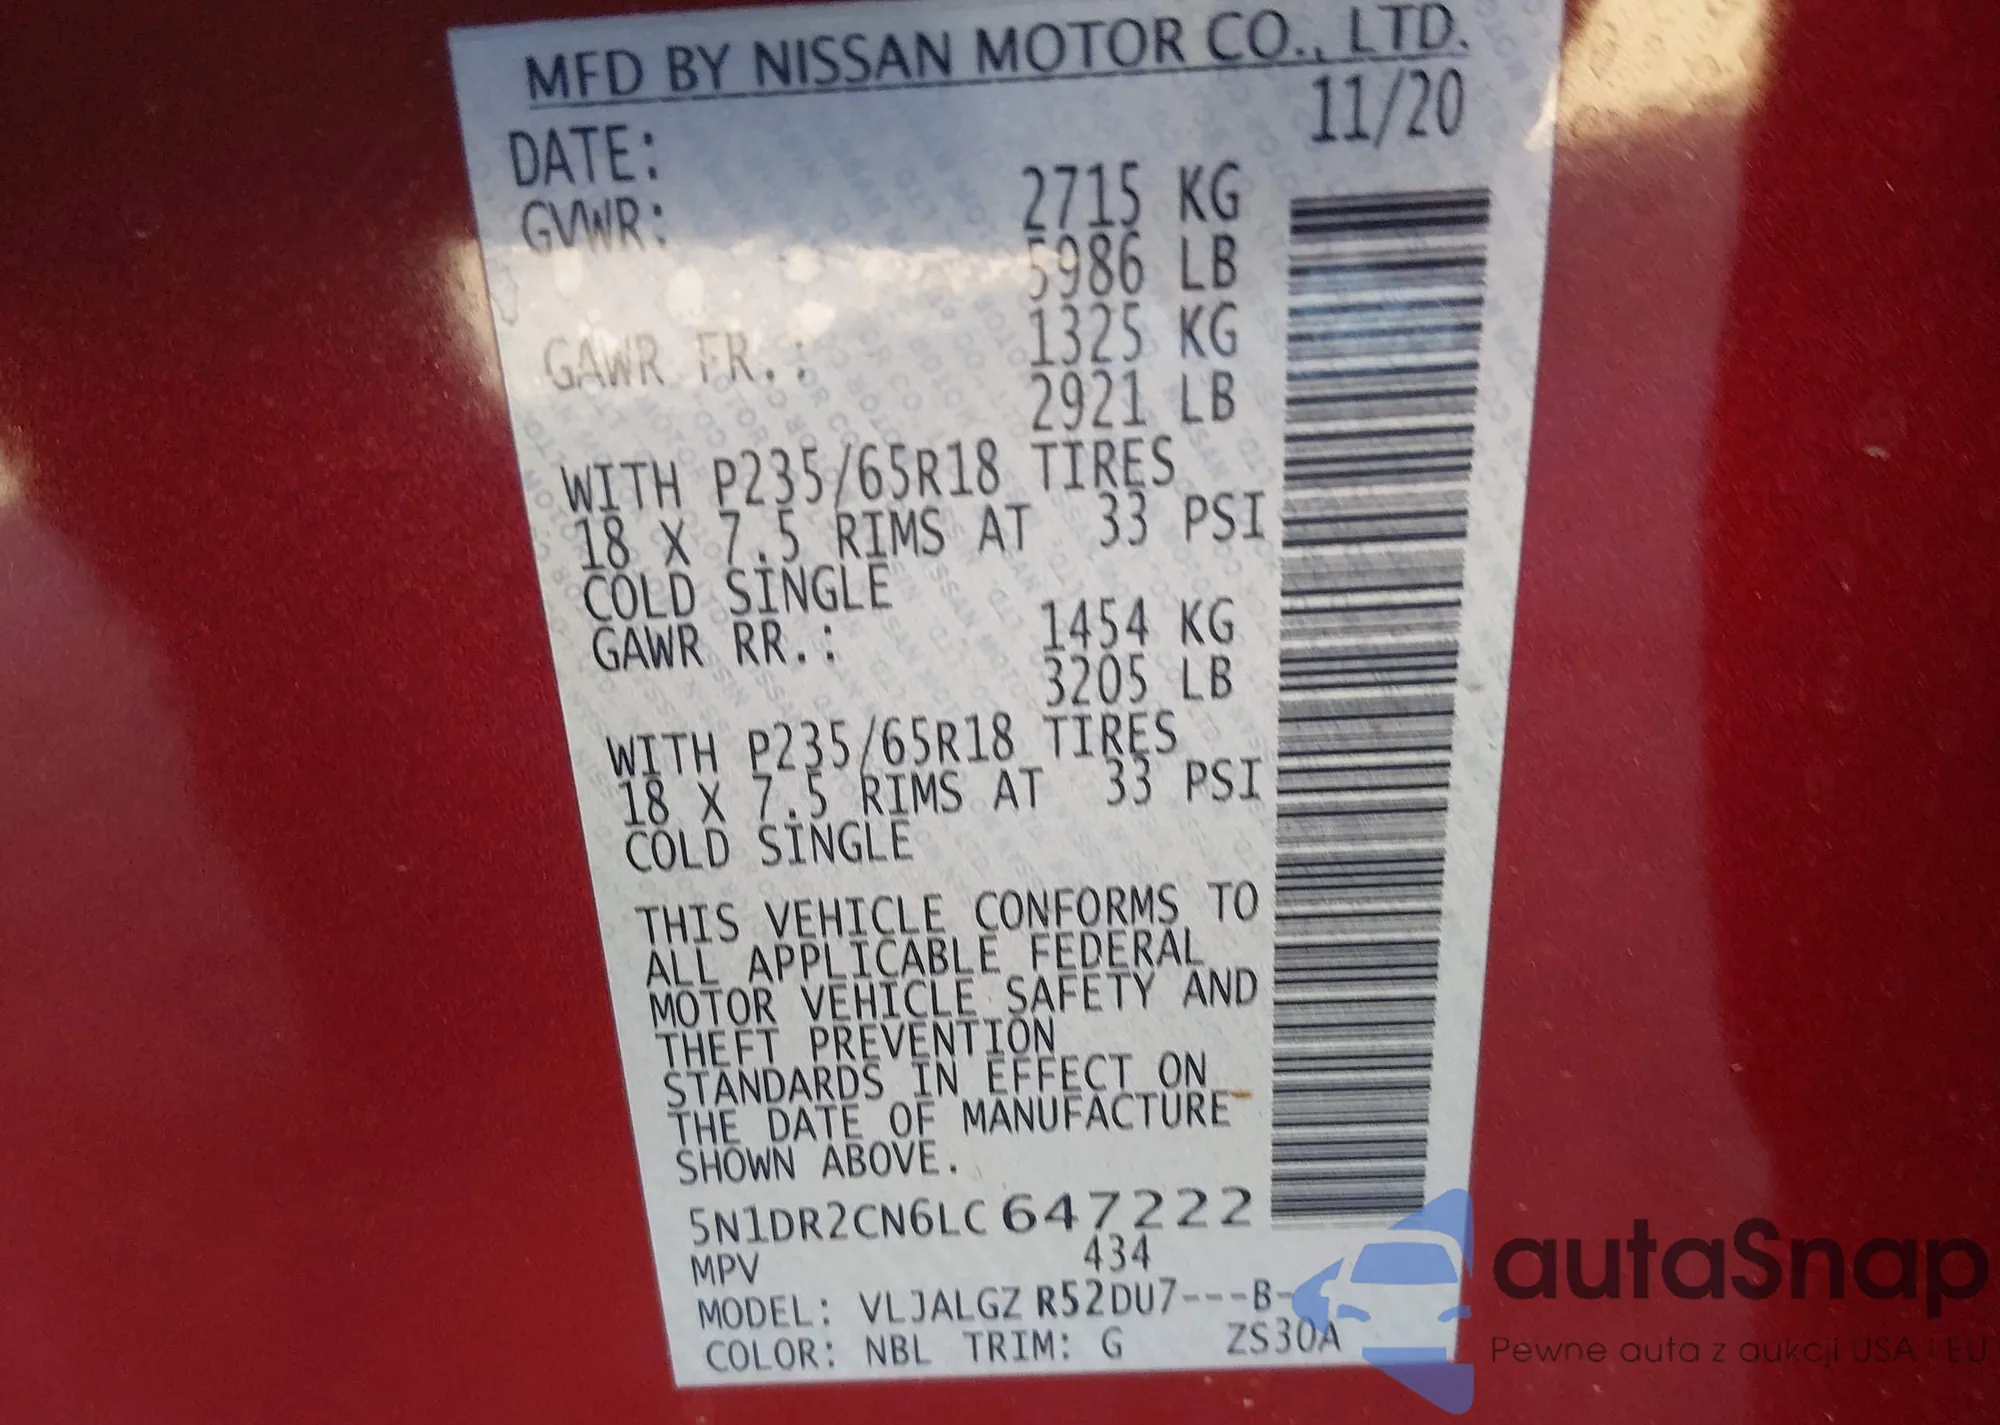 MFD BY NISSAN MOTOR CO., LTD.
DATE: 11/20
GVWR: 2715 KG
5986 LB
GAWR FR.: 1325 KG
2921 LB
WITH P235/65R18 TIRES
18 X 7.5 RIMS AT 33 PSI
COLD SINGLE
GAWR RR.: 1454 KG
3205 LB
WITH P235/65R18 TIRES
18 X 7.5 RIMS AT 33 PSI
COLD SINGLE
THIS VEHICLE CONFORMS TO
ALL APPLICABLE FEDERAL
MOTOR VEHICLE SAFETY AND
THEFT PREVENTION
STANDARDS IN EFFECT ON
THE DATE OF MANUFACTURE
SHOWN ABOVE.
5N1DR2CN6LC647222
MPV 434
MODEL: VLJALGZ R52DU7---B-
COLOR: NBL TRIM: G ZS30A
autaSnap
Pewne auta z aukcji USA i EU